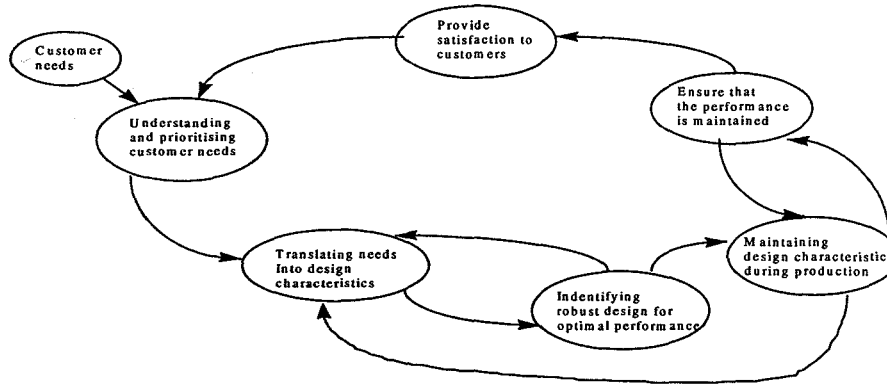 Customer
needs
Provide
satisfaction to
customers
Ensure that
the performance
is maintained
Understanding
and prioritising
customer needs
Translating needs
Into design
characteristics
Indentifying
robust design for
optimal performance
Maintaining
design characteristic
during production